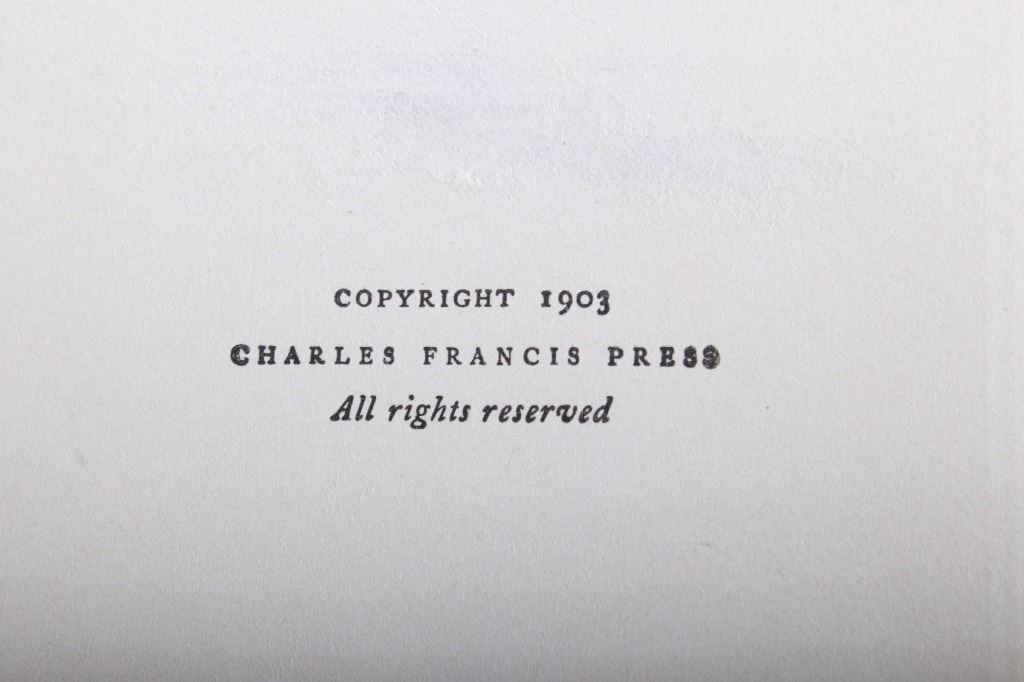 COPYRIGHT 1903
CHARLES FRANCIS PRESS
All rights reserved